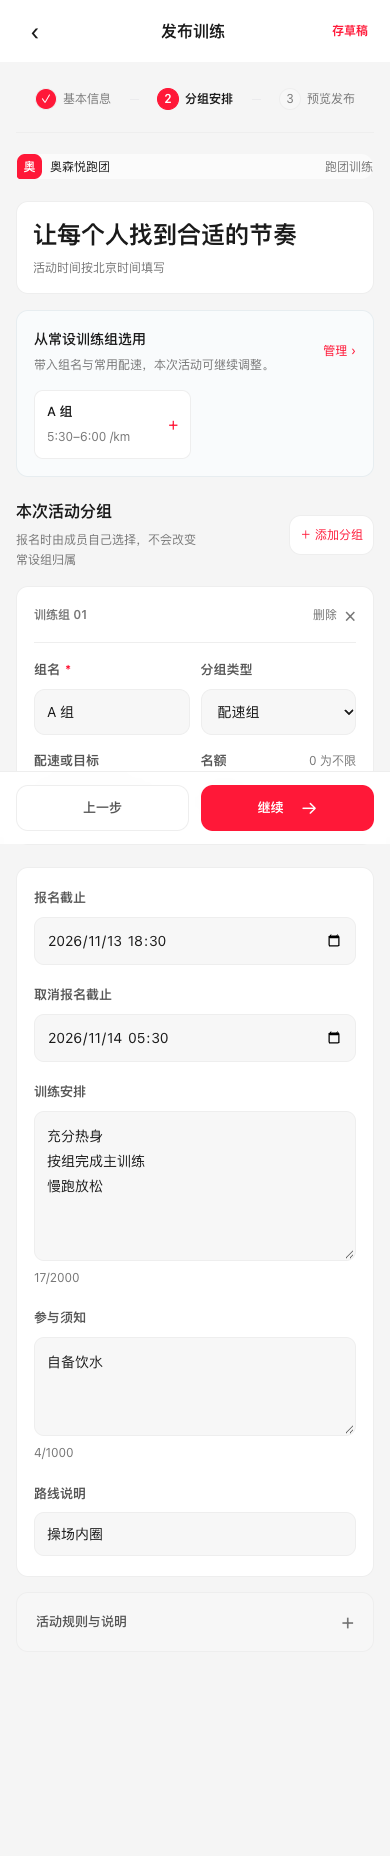 ‹ 发布训练 存草稿
✓ 基本信息 2 分组安排 3 预览发布
奥 奥森悦跑团 跑团训练
让每个人找到合适的节奏
活动时间按北京时间填写
从常设训练组选用
管理 ›
带入组名与常用配速，本次活动可继续调整。
A 组
5:30–6:00 /km
+
本次活动分组
报名时由成员自己选择，不会改变
常设组归属
+ 添加分组
训练组 01 删除 ×
组名 * 分组类型
A 组 配速组
配速或目标 名额 0 为不限
上一步 继续 →
报名截止
2026/11/13 18:30
取消报名截止
2026/11/14 05:30
训练安排
充分热身
按组完成主训练
慢跑放松
17/2000
参与须知
自备饮水
4/1000
路线说明
操场内圈
活动规则与说明 +